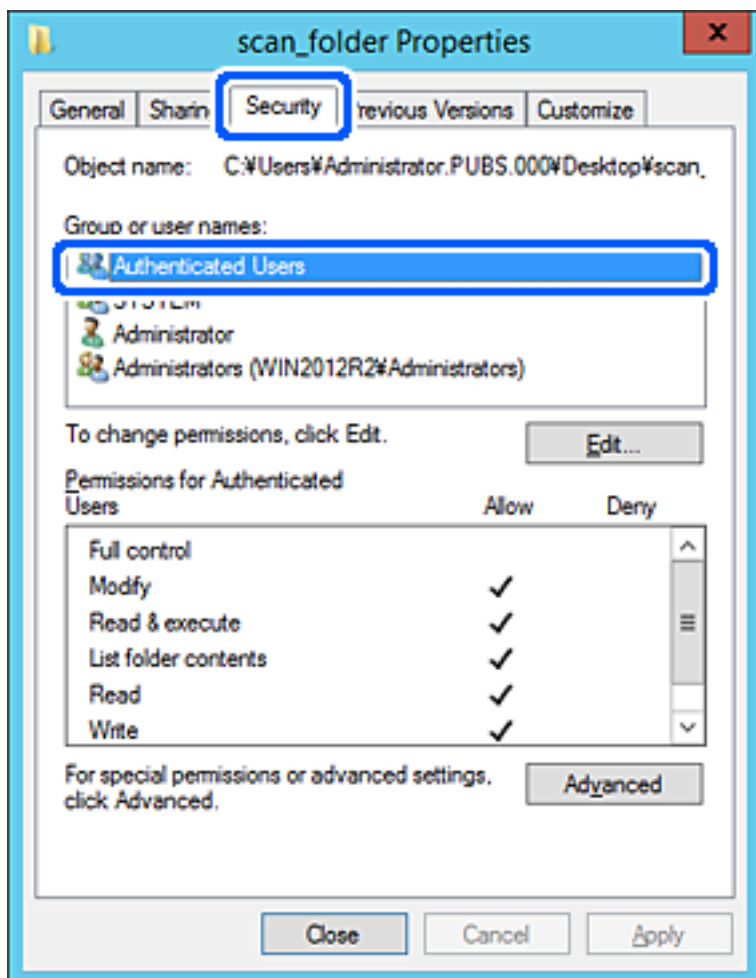 scan_folder Properties
x
General Sharin Security revious Versions Customize
Object name: C:¥Users¥Administrator.PUBS.000¥Desktop¥scan_
Group or user names:
Authenticated Users
SYSTEM
Administrator
Administrators (WIN2012R2¥Administrators)
To change permissions, click Edit.
Edit...
Permissions for Authenticated
Users
Allow Deny
Full control
Modify
Read & execute
List folder contents
Read
Write
For special permissions or advanced settings,
click Advanced.
Advanced
Close Cancel Apply